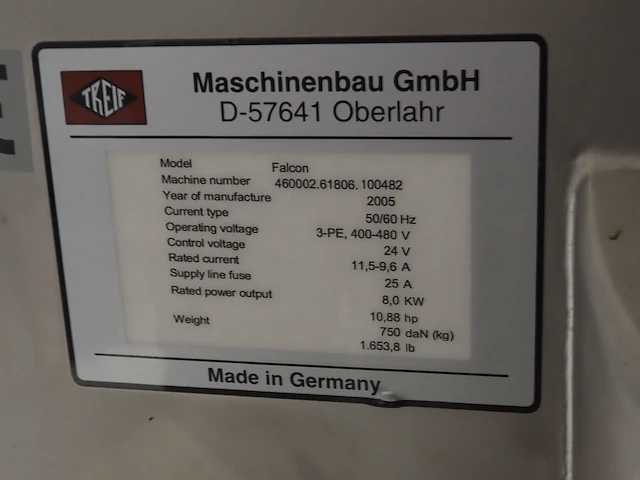 TREIF
Maschinenbau GmbH
D-57641 Oberlahr
Model Falcon
Machine number 460002.61806.100482
Year of manufacture 2005
Current type 50/60 Hz
Operating voltage 3-PE, 400-480 V
Control voltage 24 V
Rated current 11,5-9,6 A
Supply line fuse 25 A
Rated power output 8,0 KW
10,88 hp
Weight 750 daN (kg)
1.653,8 lb
Made in Germany